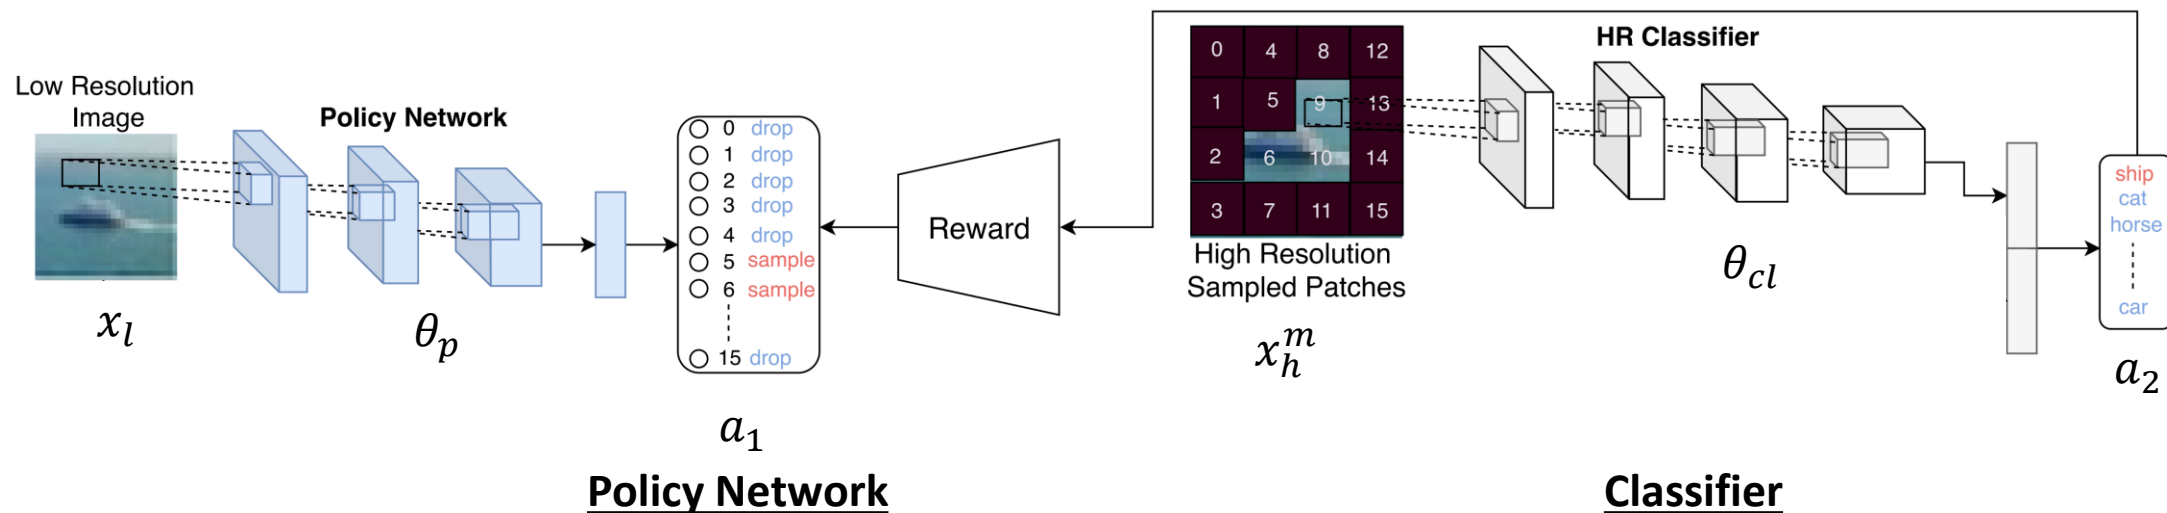 Low Resolution
Image
x_l
Policy Network
θ_p
0 drop
1 drop
2 drop
3 drop
4 drop
5 sample
6 sample
15 drop
a_1
Reward
0 4 8 12
1 5 9 13
2 6 10 14
3 7 11 15
High Resolution
Sampled Patches
x_h^m
HR Classifier
θ_{cl}
ship
cat
horse
car
a_2
Policy Network
Classifier